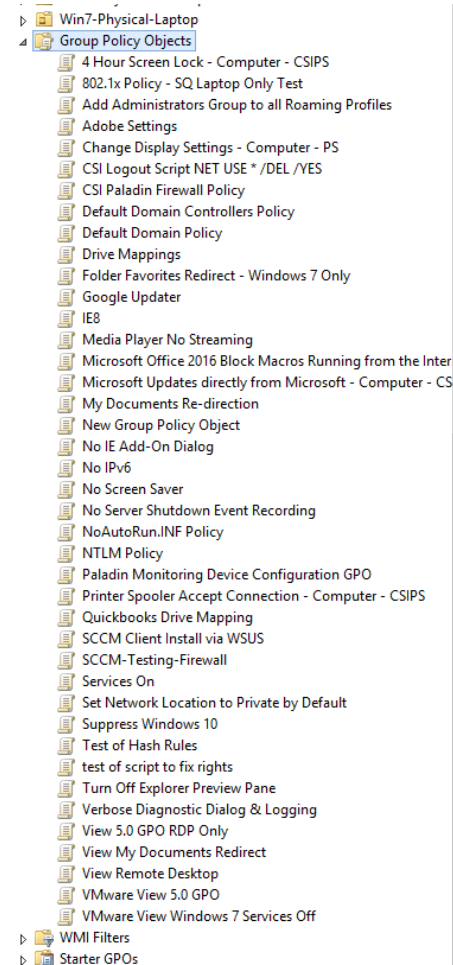 Win7-Physical-Laptop
Group Policy Objects
4 Hour Screen Lock - Computer - CSIPS
802.1x Policy - SQ Laptop Only Test
Add Administrators Group to all Roaming Profiles
Adobe Settings
Change Display Settings - Computer - PS
CSI Logout Script NET USE * /DEL /YES
CSI Paladin Firewall Policy
Default Domain Controllers Policy
Default Domain Policy
Drive Mappings
Folder Favorites Redirect - Windows 7 Only
Google Updater
IE8
Media Player No Streaming
Microsoft Office 2016 Block Macros Running from the Inter
Microsoft Updates directly from Microsoft - Computer - CS
My Documents Re-direction
New Group Policy Object
No IE Add-On Dialog
No IPv6
No Screen Saver
No Server Shutdown Event Recording
NoAutoRun.INF Policy
NTLM Policy
Paladin Monitoring Device Configuration GPO
Printer Spooler Accept Connection - Computer - CSIPS
Quickbooks Drive Mapping
SCCM Client Install via WSUS
SCCM-Testing-Firewall
Services On
Set Network Location to Private by Default
Suppress Windows 10
Test of Hash Rules
test of script to fix rights
Turn Off Explorer Preview Pane
Verbose Diagnostic Dialog & Logging
View 5.0 GPO RDP Only
View My Documents Redirect
View Remote Desktop
VMware View 5.0 GPO
VMware View Windows 7 Services Off
WMI Filters
Starter GPOs